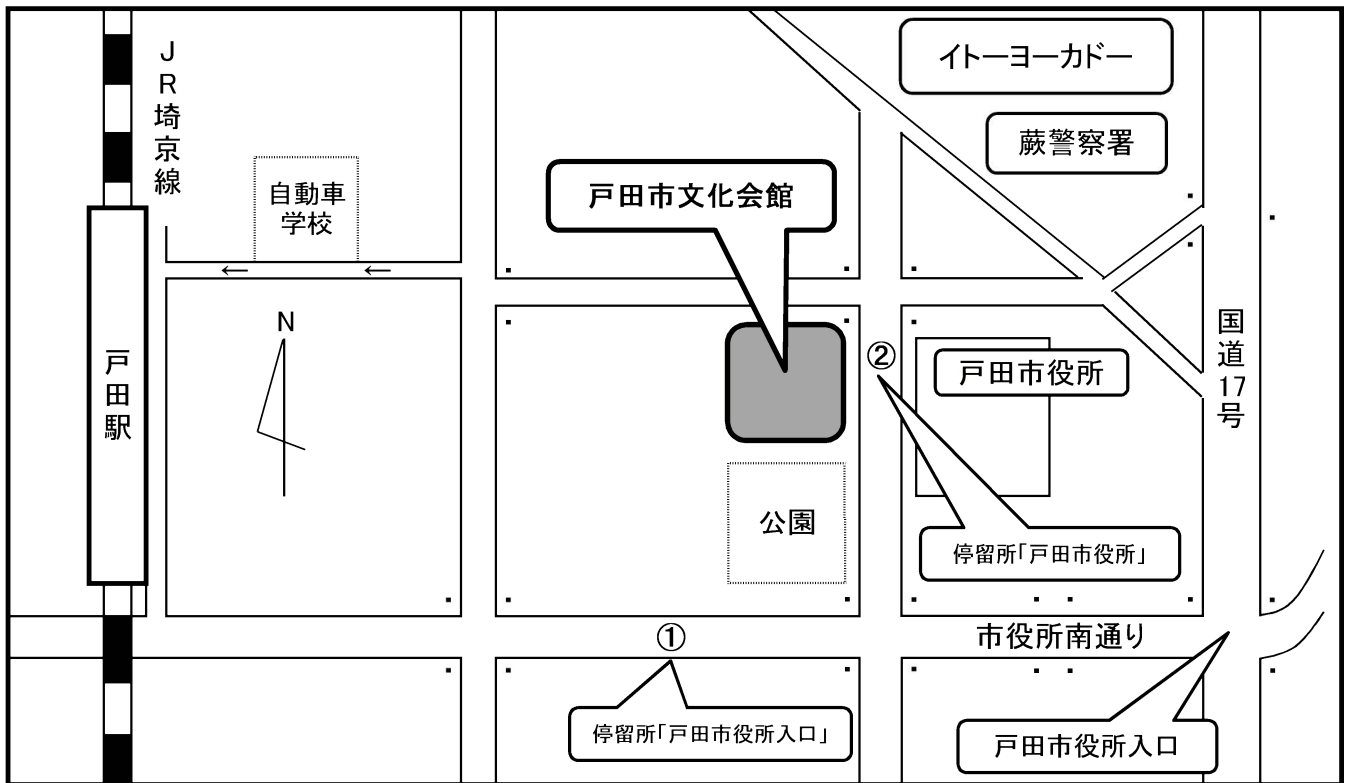 JR埼京線
イトーヨーカドー
蕨警察署
自動車
学校
戸田市文化会館
← ←
N
戸田駅
②
戸田市役所
国道17号
公園
停留所「戸田市役所」
①
市役所南通り
停留所「戸田市役所入口」
戸田市役所入口